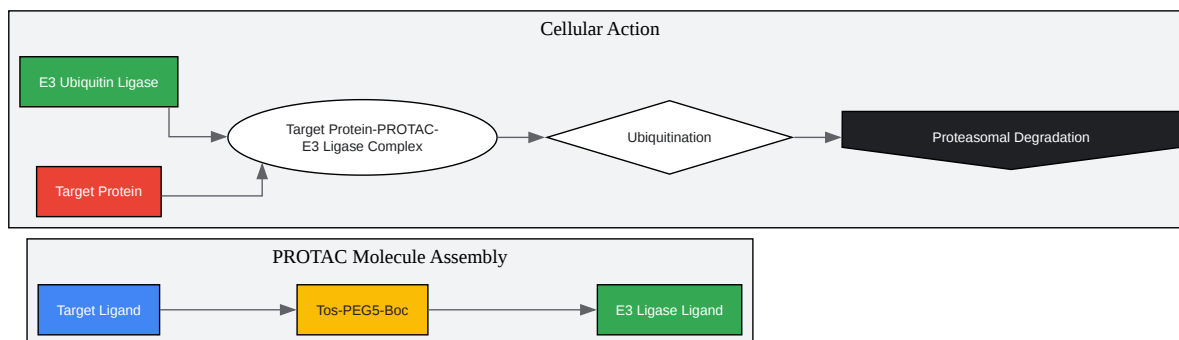 Cellular Action
E3 Ubiquitin Ligase
Target Protein-PROTAC-
E3 Ligase Complex
Ubiquitination
Proteasomal Degradation
Target Protein
PROTAC Molecule Assembly
Target Ligand
Tos-PEG5-Boc
E3 Ligase Ligand